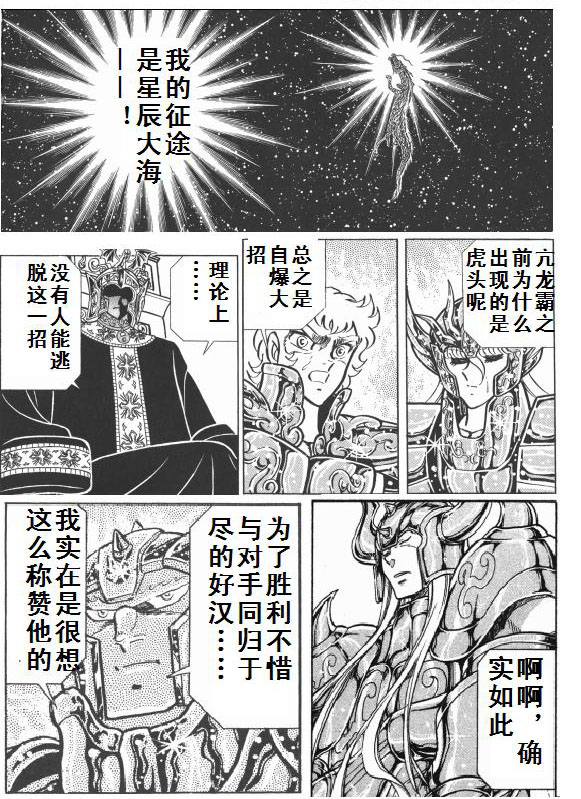 我的征途
是星辰大海
——！
亢龙霸之
前为什么
出现的是
虎头呢
总之是
自爆大
招
理论上
……
没有人能逃
脱这一招
啊啊，确
实如此
为了胜利不惜
与对手同归于
尽的好汉……
我实在是很想
这么称赞他的